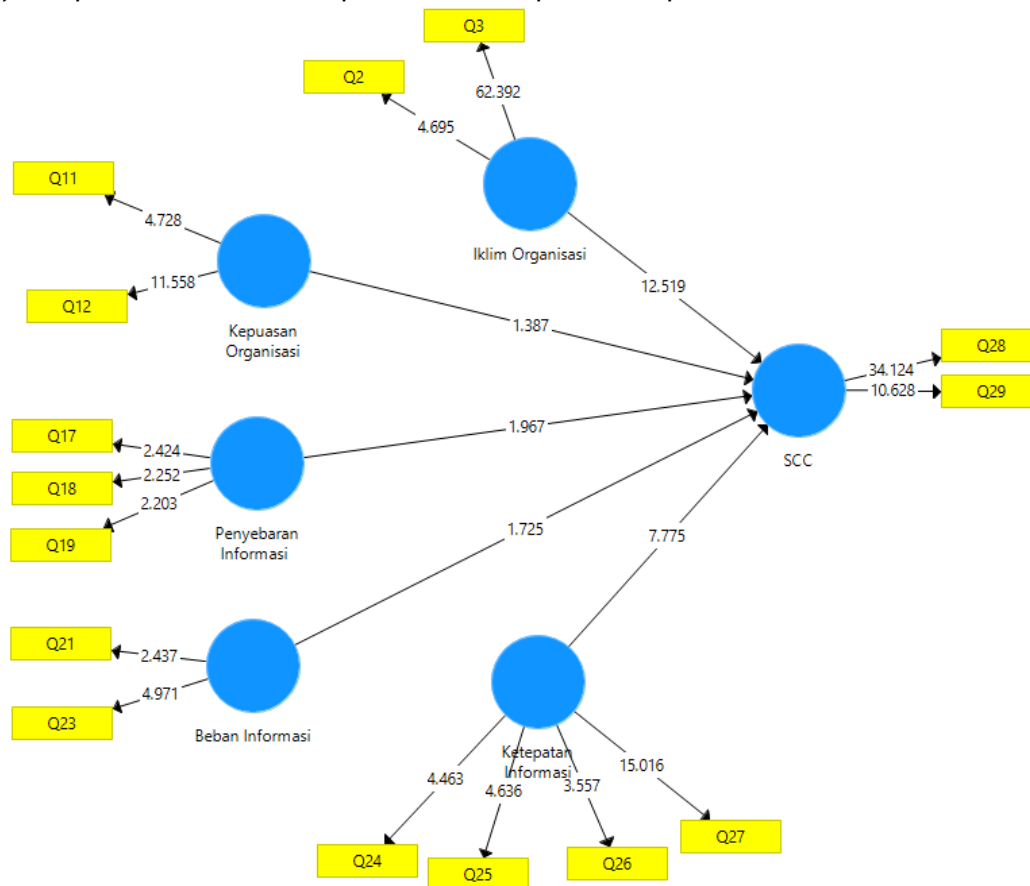 Q3
Q2
62.392
4.695
Q11
4.728
Iklim Organisasi
11.558
12.519
Q12
Kepuasan
Organisasi
1.387
Q28
34.124
10.628
Q29
Q17
2.424
1.967
Q18
2.252
SCC
2.203
Q19
Penyebaran
Informasi
1.725
7.775
Q21
2.437
4.971
Q23
Beban Informasi
Ketepatan
Informasi
4.463
4.636
3.557
15.016
Q24
Q25
Q26
Q27